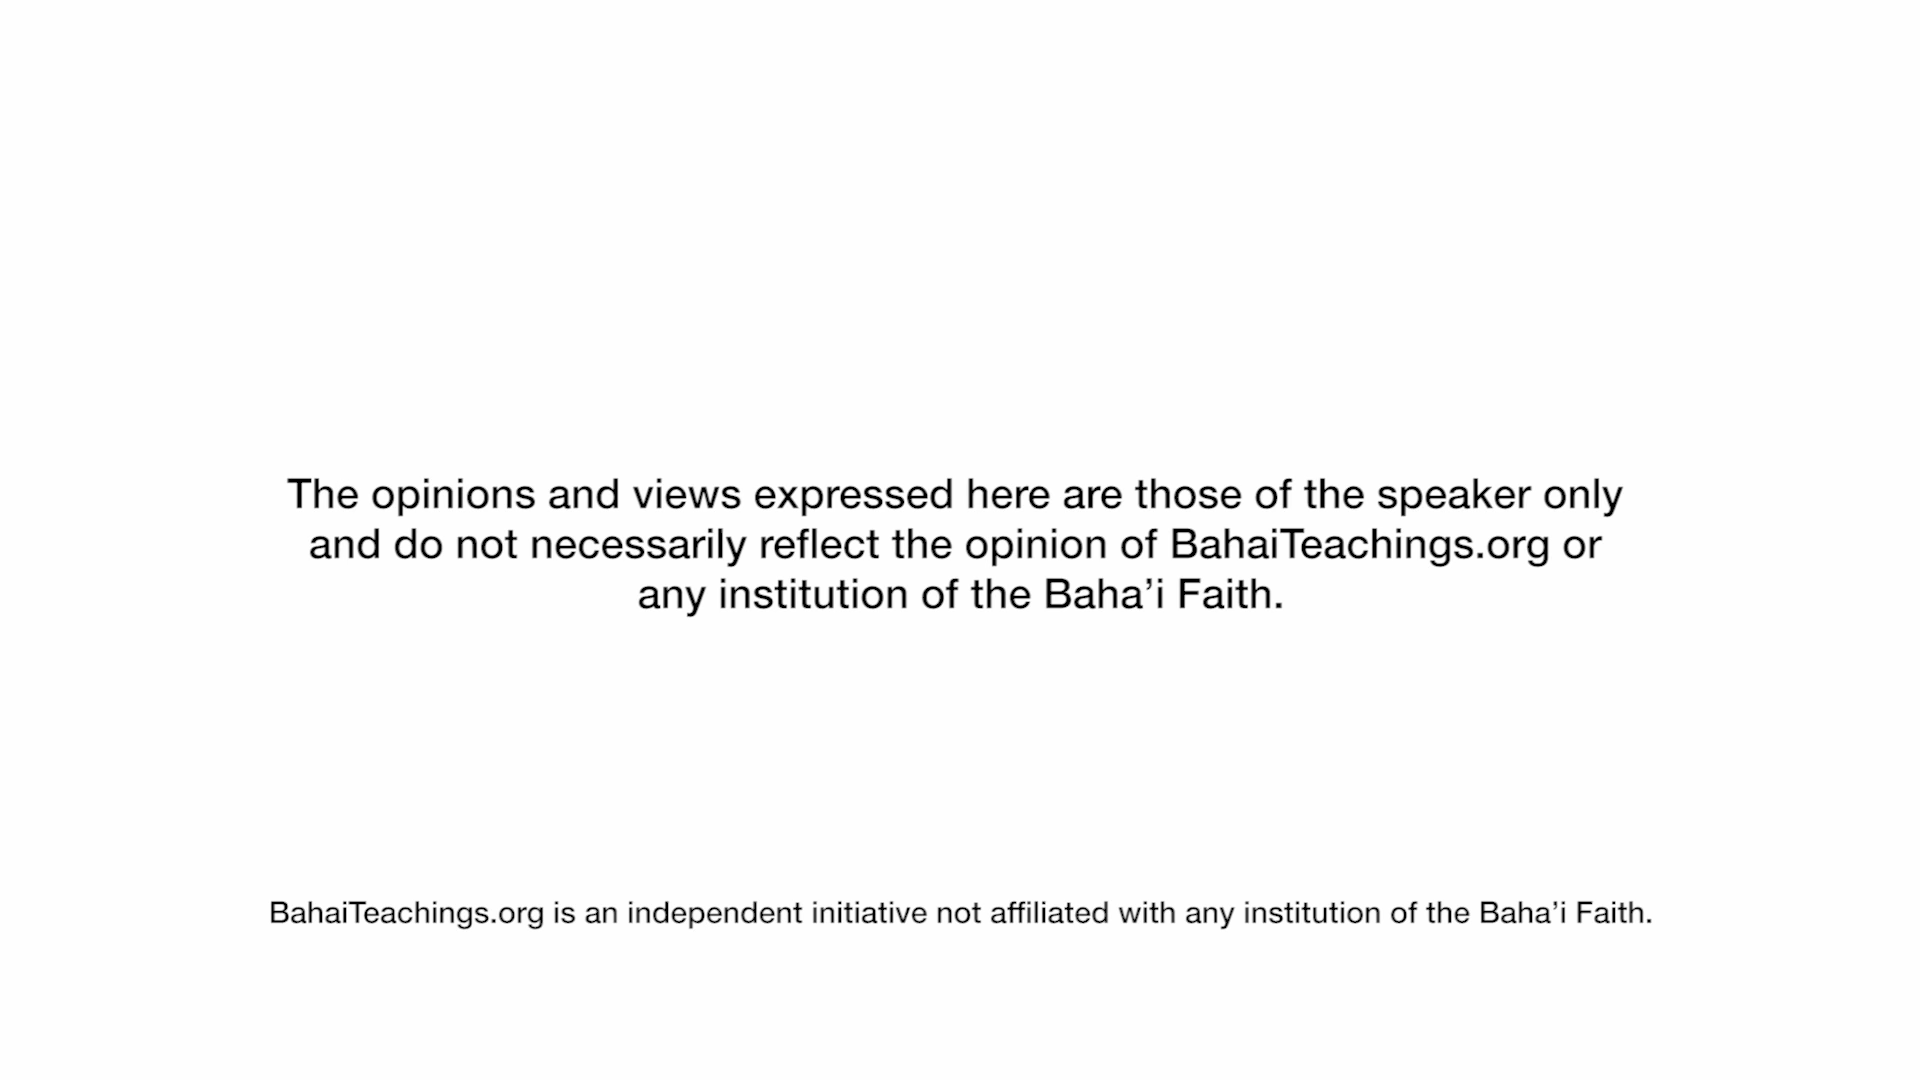 The opinions and views expressed here are those of the speaker only
and do not necessarily reflect the opinion of BahaiTeachings.org or
any institution of the Baha’i Faith.
BahaiTeachings.org is an independent initiative not affiliated with any institution of the Baha’i Faith.